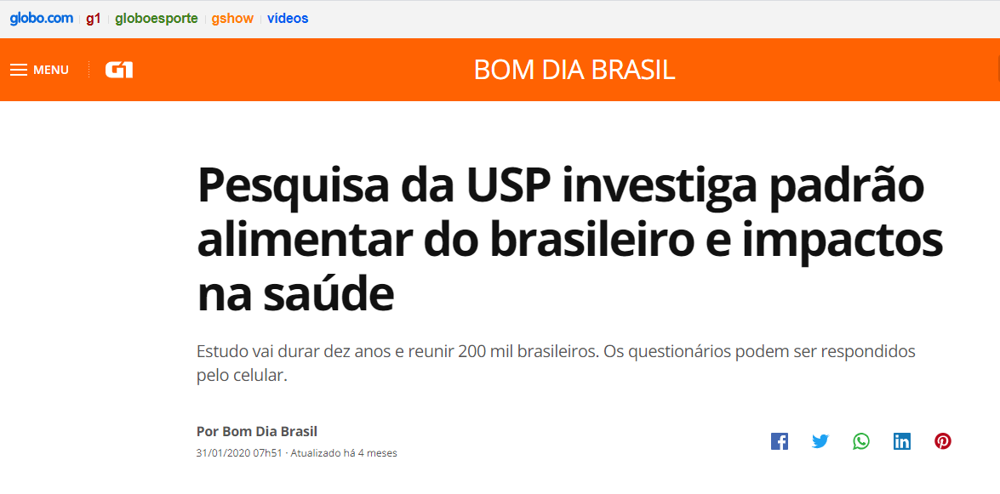 globo.com g1 globoesporte gshow vídeos
MENU G1 BOM DIA BRASIL
Pesquisa da USP investiga padrão
alimentar do brasileiro e impactos
na saúde
Estudo vai durar dez anos e reunir 200 mil brasileiros. Os questionários podem ser respondidos
pelo celular.
Por Bom Dia Brasil
31/01/2020 07h51 · Atualizado há 4 meses